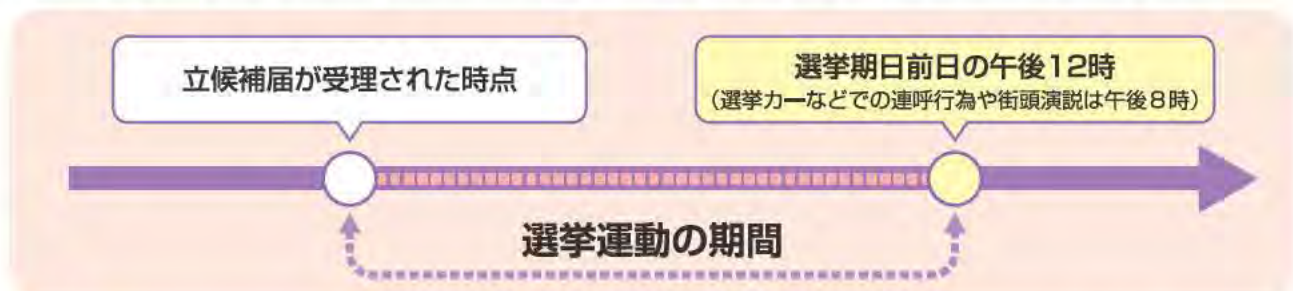 立候補届が受理された時点
選挙期日前日の午後12時
（選挙カーなどでの連呼行為や街頭演説は午後8時）
選挙運動の期間